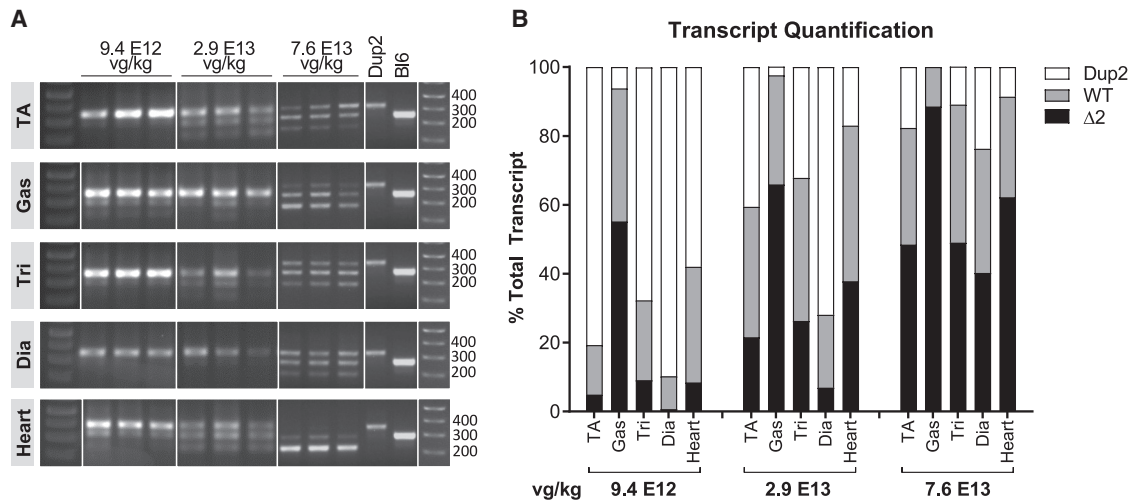 A
9.4 E12 2.9 E13 7.6 E13
vg/kg vg/kg vg/kg
Dup2
Bl6
TA
400
300
200
Gas
400
300
200
Tri
400
300
200
Dia
400
300
200
Heart
400
300
200
B
Transcript Quantification
Dup2
WT
Δ2
% Total Transcript
100
80
60
40
20
0
TA Gas Tri Dia Heart TA Gas Tri Dia Heart TA Gas Tri Dia Heart
vg/kg 9.4 E12 2.9 E13 7.6 E13